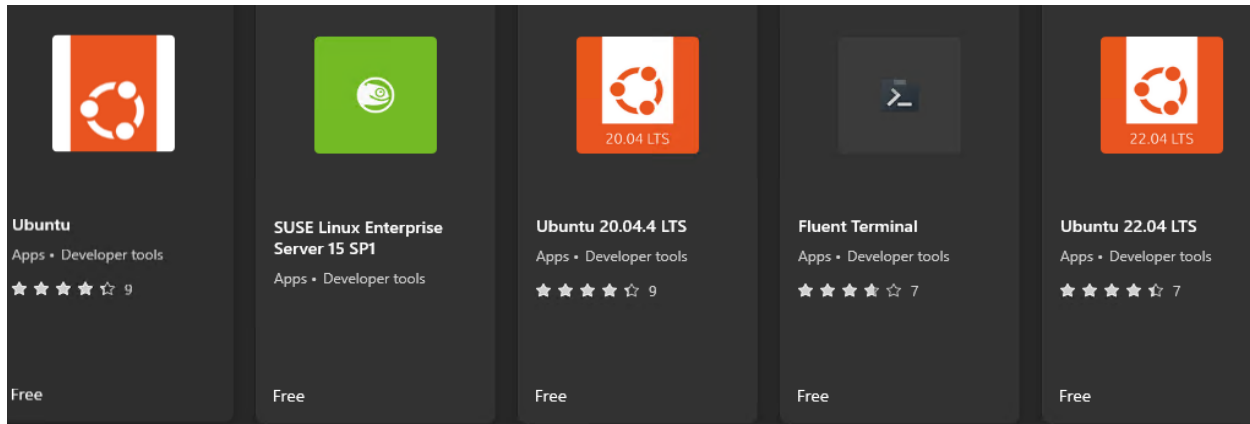 Ubuntu
Apps • Developer tools
9
Free
SUSE Linux Enterprise
Server 15 SP1
Apps • Developer tools
Free
20.04 LTS
Ubuntu 20.04.4 LTS
Apps • Developer tools
9
Free
Fluent Terminal
Apps • Developer tools
7
Free
22.04 LTS
Ubuntu 22.04 LTS
Apps • Developer tools
7
Free